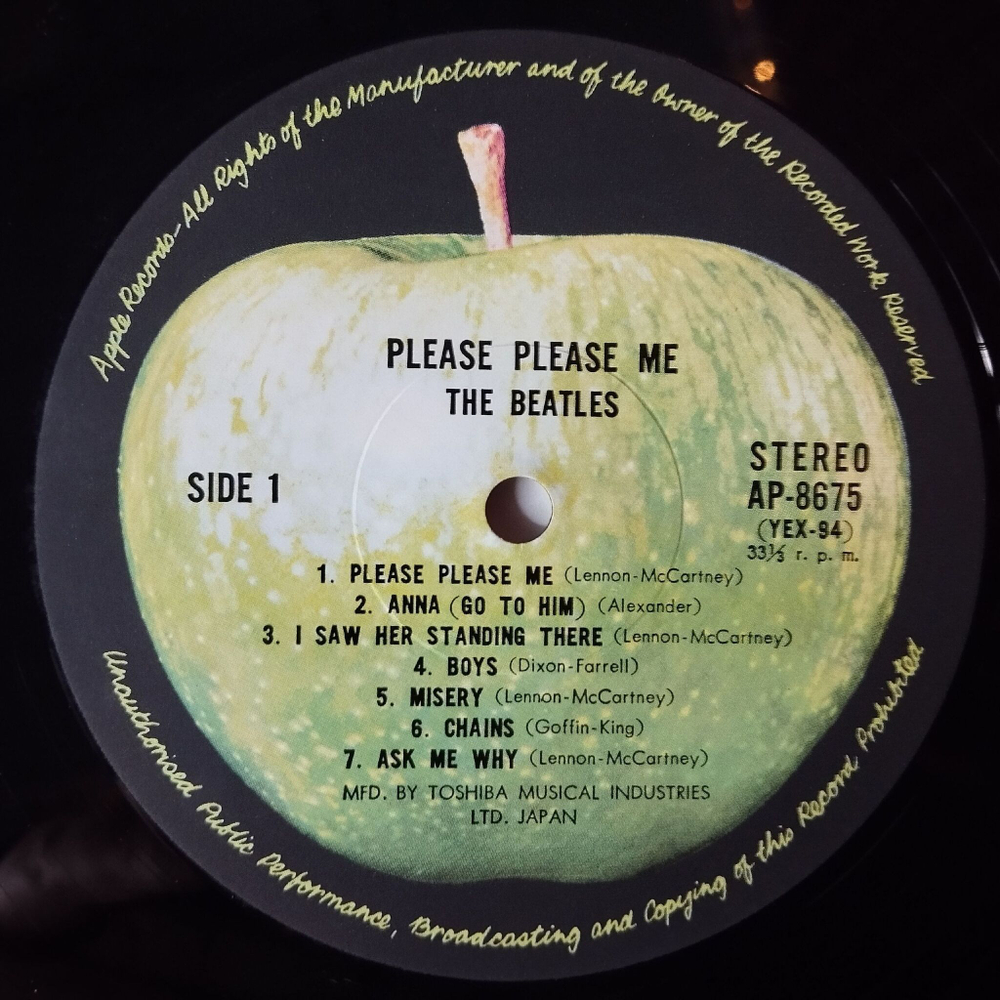 Apple Records-All Rights of the Manufacturer and of the Owner of the Recorded Work Reserved
PLEASE PLEASE ME
THE BEATLES
SIDE 1
STEREO
AP-8675
(YEX-94)
33⅓ r. p. m.
1. PLEASE PLEASE ME (Lennon-McCartney)
2. ANNA (GO TO HIM) (Alexander)
3. I SAW HER STANDING THERE (Lennon-McCartney)
4. BOYS (Dixon-Farrell)
5. MISERY (Lennon-McCartney)
6. CHAINS (Goffin-King)
7. ASK ME WHY (Lennon-McCartney)
MFD. BY TOSHIBA MUSICAL INDUSTRIES
LTD. JAPAN
Unauthorised Public Performance, Broadcasting and Copying of this Record Prohibited